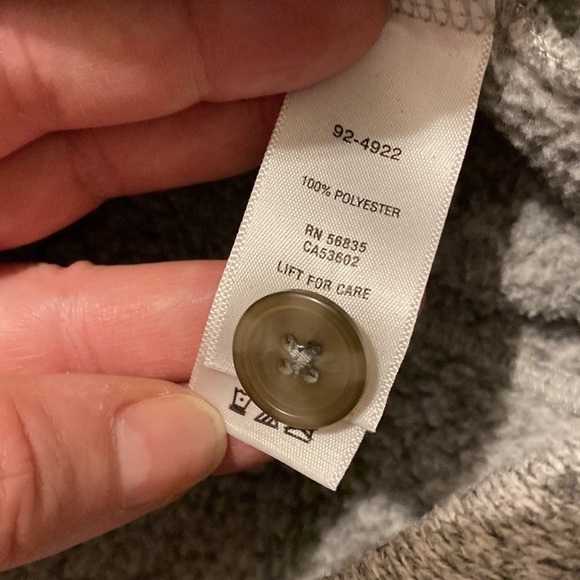 92-4922
100% POLYESTER
RN 56835
CA53602
LIFT FOR CARE